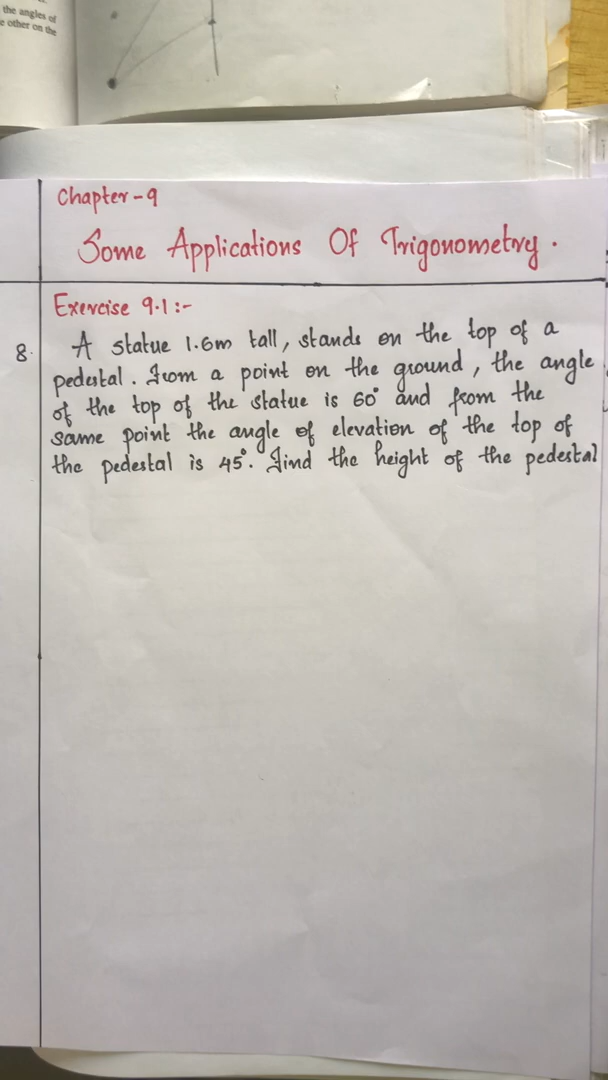 the angles of
e other on the
Chapter-9
Some Applications Of Trigonometry.
Exercise 9.1:-
8. A statue 1.6m tall, stands on the top of a
pedestal. From a point on the ground, the angle
of the top of the statue is 60° and from the
same point the angle of elevation of the top of
the pedestal is 45°. Find the height of the pedestal